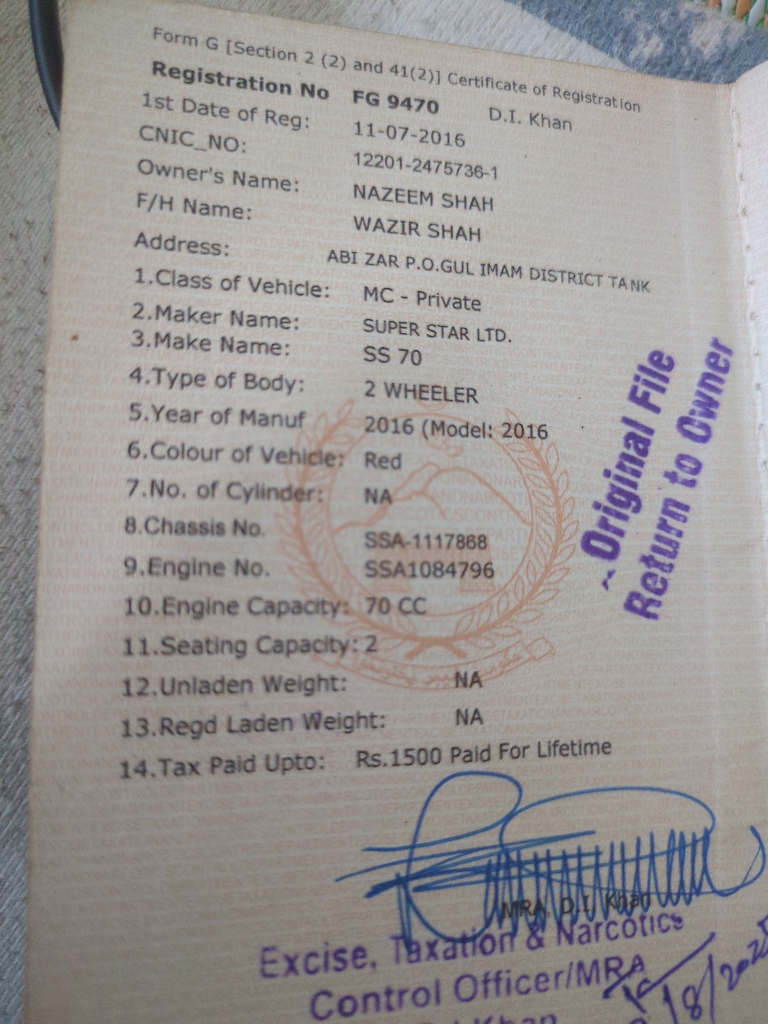 Form G [Section 2 (2) and 41(2)] Certificate of Registration
Registration No FG 9470 D.I. Khan
1st Date of Reg: 11-07-2016
CNIC_NO: 12201-2475736-1
Owner's Name: NAZEEM SHAH
F/H Name: WAZIR SHAH
Address: ABI ZAR P.O.GUL IMAM DISTRICT TANK
1.Class of Vehicle: MC - Private
2.Maker Name: SUPER STAR LTD.
3.Make Name: SS 70
4.Type of Body: 2 WHEELER
5.Year of Manuf 2016 (Model: 2016
6.Colour of Vehicle: Red
7.No. of Cylinder: NA
8.Chassis No. SSA-1117868
9.Engine No. SSA1084796
10.Engine Capacity: 70 CC
11.Seating Capacity: 2
12.Unladen Weight: NA
13.Regd Laden Weight: NA
14.Tax Paid Upto: Rs.1500 Paid For Lifetime
Original File
Return to Owner
MRA, D.I. Khan
Excise, Taxation & Narcotics
Control Officer/MRA
Khan